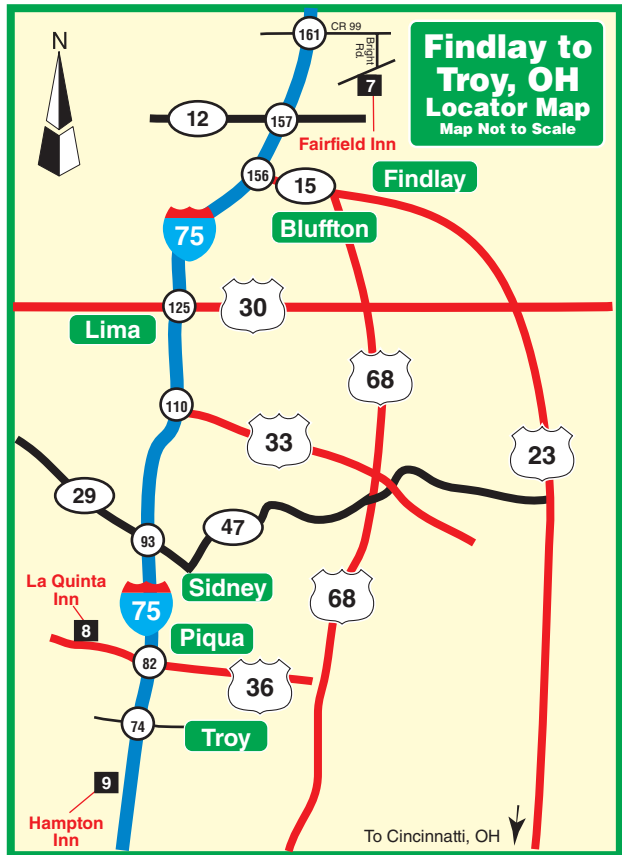 N
161
CR 99
Bright
Rd.
Findlay to
Troy, OH
Locator Map
Map Not to Scale
7
12
157
Fairfield Inn
156
15
Findlay
Bluffton
75
125
30
Lima
68
110
33
23
29
47
93
La Quinta
Inn
Sidney
75
68
8
Piqua
82
36
74
Troy
9
Hampton
Inn
To Cincinnatti, OH